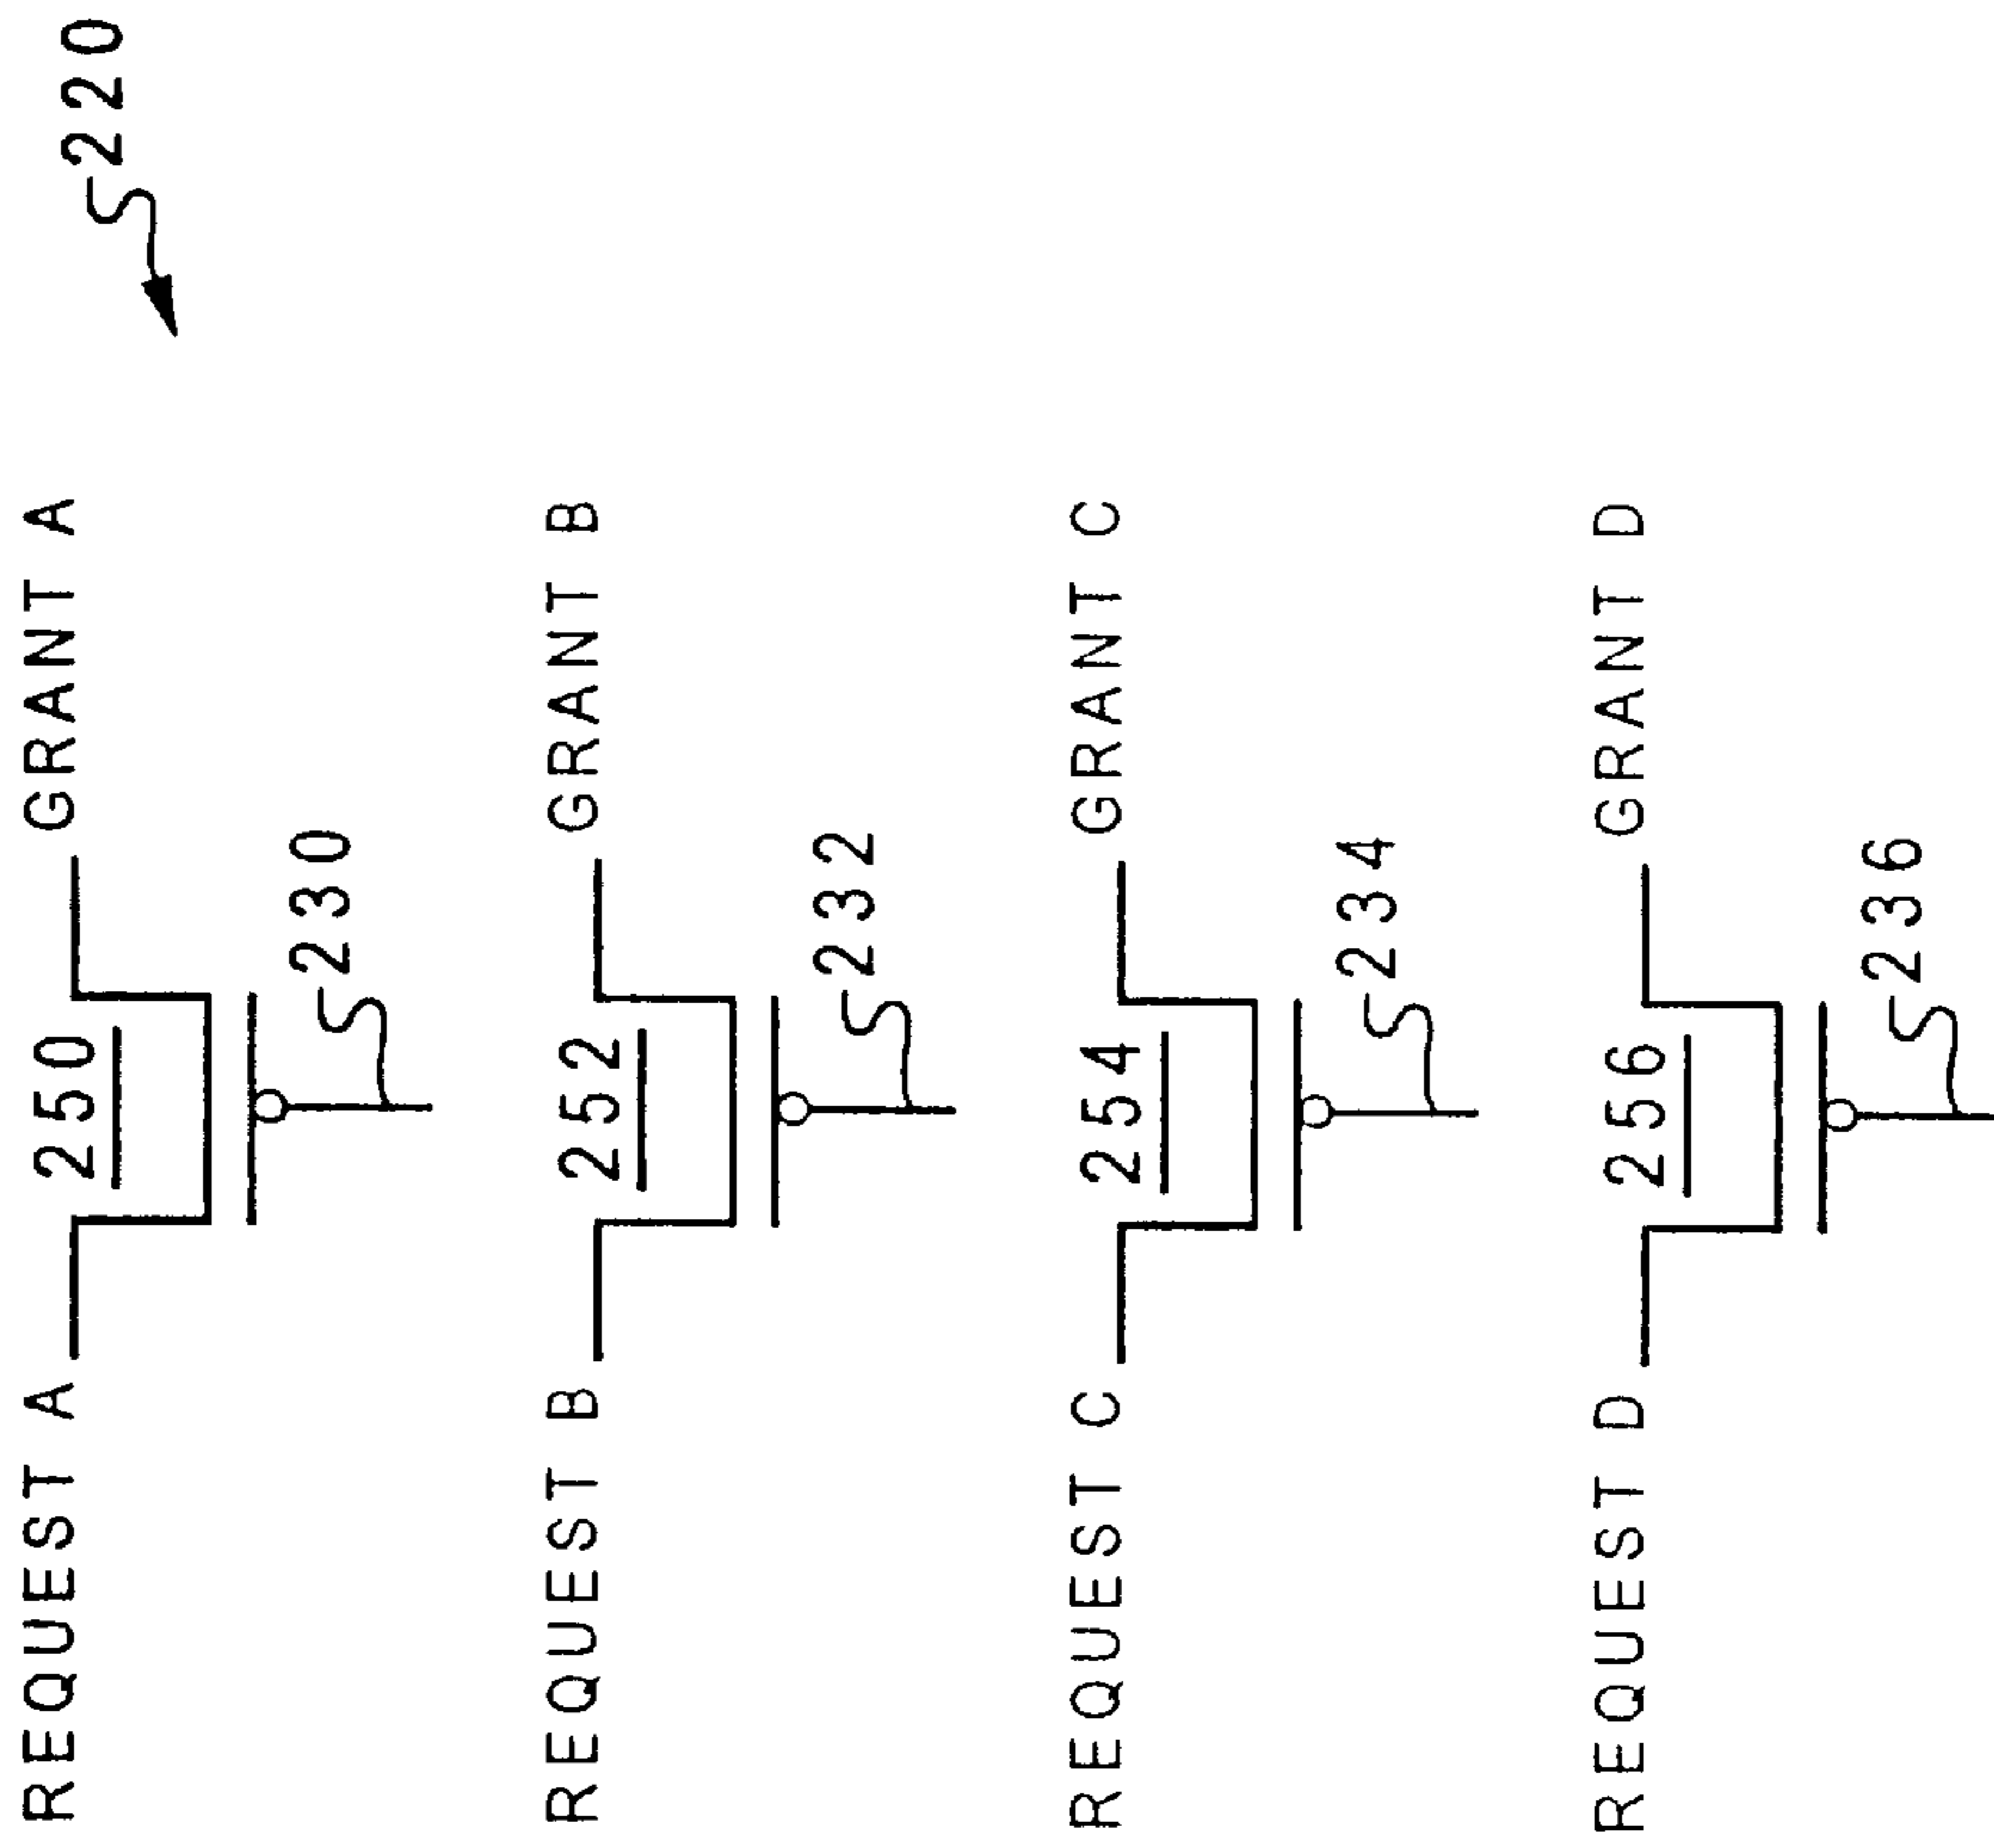 220
REQUEST A
250
GRANT A
230
REQUEST B
252
GRANT B
232
REQUEST C
254
GRANT C
234
REQUEST D
256
GRANT D
236